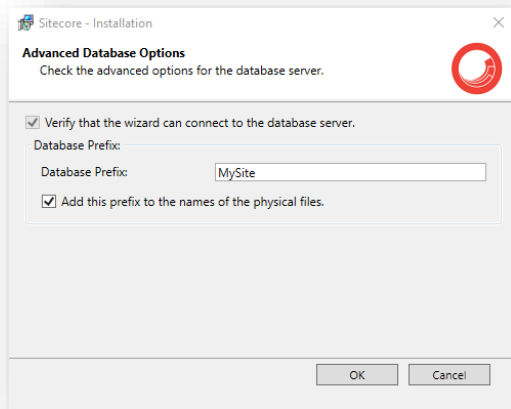 Sitecore - Installation
Advanced Database Options
Check the advanced options for the database server.
Verify that the wizard can connect to the database server.
Database Prefix:
Database Prefix: MySite
Add this prefix to the names of the physical files.
OK Cancel